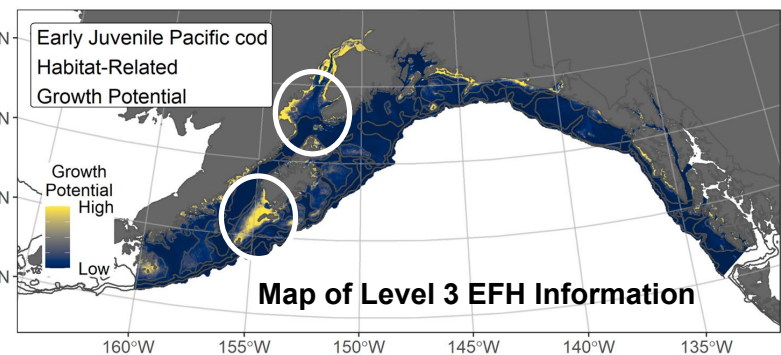 Early Juvenile Pacific cod
Habitat-Related
Growth Potential
N
N
N
N
Growth
Potential
High
Low
Map of Level 3 EFH Information
160°W 155°W 150°W 145°W 140°W 135°W